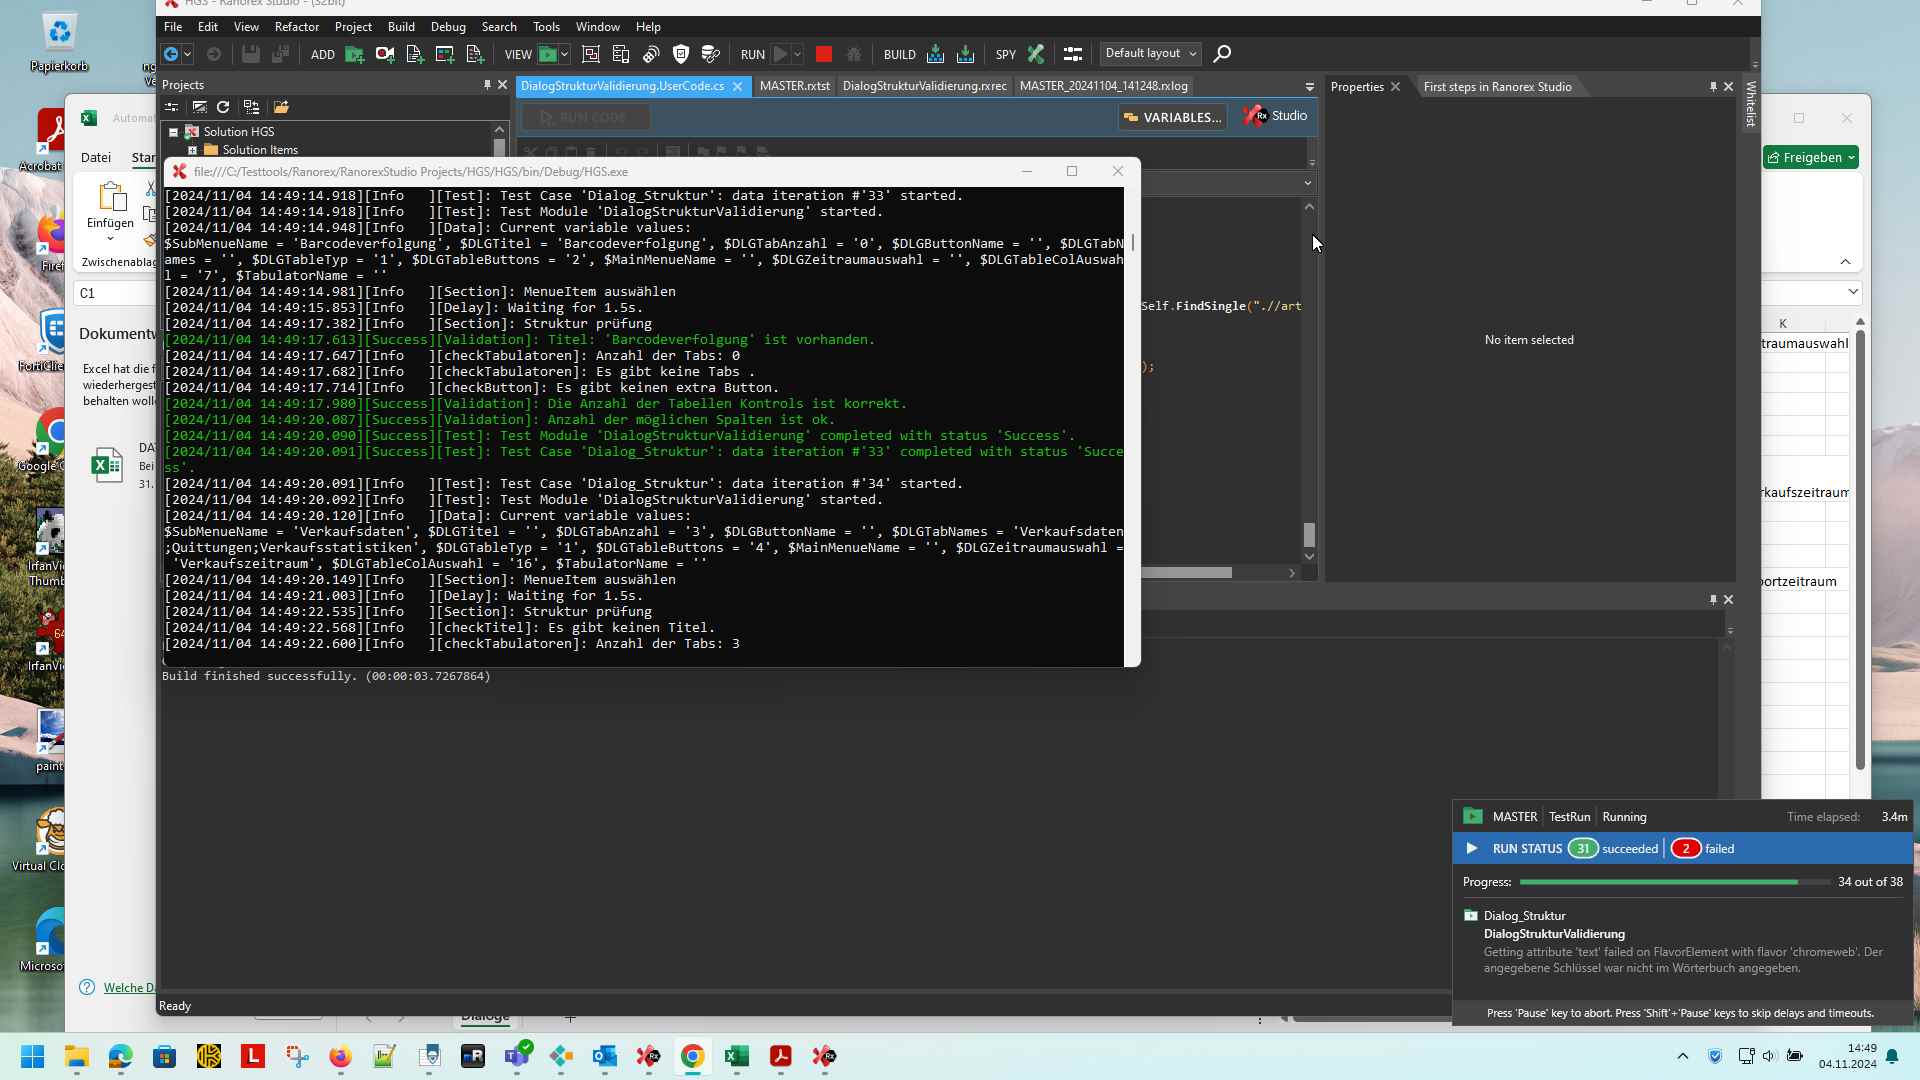 HGS - Ranorex Studio - (32bit)
File Edit View Refactor Project Build Debug Search Tools Window Help
ADD VIEW RUN BUILD SPY Default layout
Papierkorb
Projects
DialogStrukturValidierung.UserCode.cs MASTER.rxtst DialogStrukturValidierung.rxrec MASTER_20241104_141248.rxlog
Properties First steps in Ranorex Studio
Whitelist
RUN CODE VARIABLES... Studio
Solution HGS
Solution Items
file:///C:/Testtools/Ranorex/RanorexStudio Projects/HGS/HGS/bin/Debug/HGS.exe
[2024/11/04 14:49:14.918][Info   ][Test]: Test Case 'Dialog_Struktur': data iteration #'33' started.
[2024/11/04 14:49:14.918][Info   ][Test]: Test Module 'DialogStrukturValidierung' started.
[2024/11/04 14:49:14.948][Info   ][Data]: Current variable values:
$SubMenueName = 'Barcodeverfolgung', $DLGTitel = 'Barcodeverfolgung', $DLGTabAnzahl = '0', $DLGButtonName = '', $DLGTabN
ames = '', $DLGTableTyp = '1', $DLGTableButtons = '2', $MainMenueName = '', $DLGZeitraumauswahl = '', $DLGTableColAuswah
l = '7', $TabulatorName = ''
[2024/11/04 14:49:14.981][Info   ][Section]: MenueItem auswählen
[2024/11/04 14:49:15.853][Info   ][Delay]: Waiting for 1.5s.
[2024/11/04 14:49:17.382][Info   ][Section]: Struktur prüfung
[2024/11/04 14:49:17.613][Success][Validation]: Titel: 'Barcodeverfolgung' ist vorhanden.
[2024/11/04 14:49:17.647][Info   ][checkTabulatoren]: Anzahl der Tabs: 0
[2024/11/04 14:49:17.682][Info   ][checkTabulatoren]: Es gibt keine Tabs .
[2024/11/04 14:49:17.714][Info   ][checkButton]: Es gibt keinen extra Button.
[2024/11/04 14:49:17.980][Success][Validation]: Die Anzahl der Tabellen Kontrols ist korrekt.
[2024/11/04 14:49:20.087][Success][Validation]: Anzahl der möglichen Spalten ist ok.
[2024/11/04 14:49:20.090][Success][Test]: Test Module 'DialogStrukturValidierung' completed with status 'Success'.
[2024/11/04 14:49:20.091][Success][Test]: Test Case 'Dialog_Struktur': data iteration #'33' completed with status 'Succe
ss'.
[2024/11/04 14:49:20.091][Info   ][Test]: Test Case 'Dialog_Struktur': data iteration #'34' started.
[2024/11/04 14:49:20.092][Info   ][Test]: Test Module 'DialogStrukturValidierung' started.
[2024/11/04 14:49:20.120][Info   ][Data]: Current variable values:
$SubMenueName = 'Verkaufsdaten', $DLGTitel = '', $DLGTabAnzahl = '3', $DLGButtonName = '', $DLGTabNames = 'Verkaufsdaten
;Quittungen;Verkaufsstatistiken', $DLGTableTyp = '1', $DLGTableButtons = '4', $MainMenueName = '', $DLGZeitraumauswahl =
 'Verkaufszeitraum', $DLGTableColAuswahl = '16', $TabulatorName = ''
[2024/11/04 14:49:20.149][Info   ][Section]: MenueItem auswählen
[2024/11/04 14:49:21.003][Info   ][Delay]: Waiting for 1.5s.
[2024/11/04 14:49:22.535][Info   ][Section]: Struktur prüfung
[2024/11/04 14:49:22.568][Info   ][checkTitel]: Es gibt keinen Titel.
[2024/11/04 14:49:22.600][Info   ][checkTabulatoren]: Anzahl der Tabs: 3
Build finished successfully. (00:00:03.7267864)
Self.FindSingle(".//art
);
No item selected
Ready
Automa
Datei Star
Einfügen
Zwischenablag
C1
Dokumentw
Excel hat die f
wiederhergest
behalten wolle
DA
Bei
31.
Welche Da
Dialoge
Freigeben
K
traumauswahl
rkaufszeitraum
portzeitraum
Acrobat
Firef
FortiClie
Google C
IrfanVi
Thumb
IrfanVie
paint
Virtual Clo
Microsof
MASTER TestRun Running Time elapsed: 3.4m
RUN STATUS 31 succeeded 2 failed
Progress: 34 out of 38
Dialog_Struktur
DialogStrukturValidierung
Getting attribute 'text' failed on FlavorElement with flavor 'chromeweb'. Der
angegebene Schlüssel war nicht im Wörterbuch angegeben.
Press 'Pause' key to abort. Press 'Shift'+'Pause' keys to skip delays and timeouts.
14:49
04.11.2024